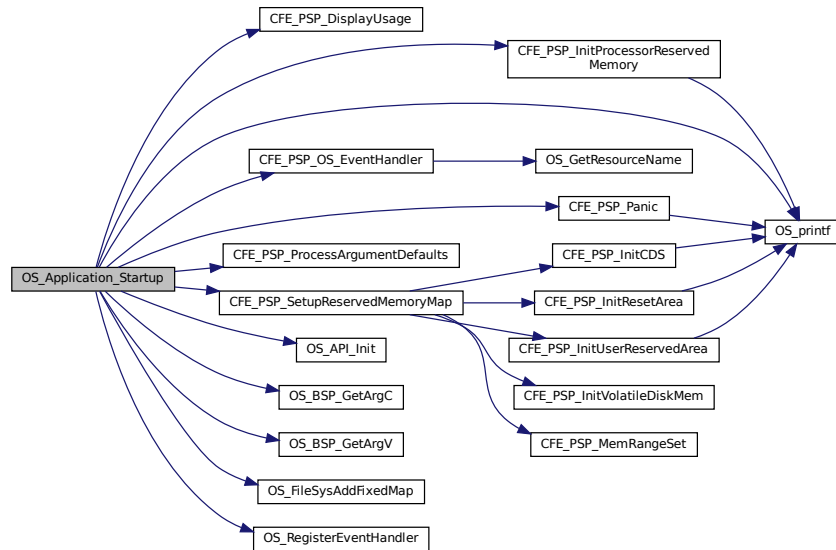 CFE_PSP_DisplayUsage
CFE_PSP_InitProcessorReserved
Memory
CFE_PSP_OS_EventHandler
OS_GetResourceName
CFE_PSP_Panic
OS_printf
CFE_PSP_ProcessArgumentDefaults
CFE_PSP_InitCDS
OS_Application_Startup
CFE_PSP_SetupReservedMemoryMap
CFE_PSP_InitResetArea
OS_API_Init
CFE_PSP_InitUserReservedArea
OS_BSP_GetArgC
CFE_PSP_InitVolatileDiskMem
OS_BSP_GetArgV
CFE_PSP_MemRangeSet
OS_FileSysAddFixedMap
OS_RegisterEventHandler